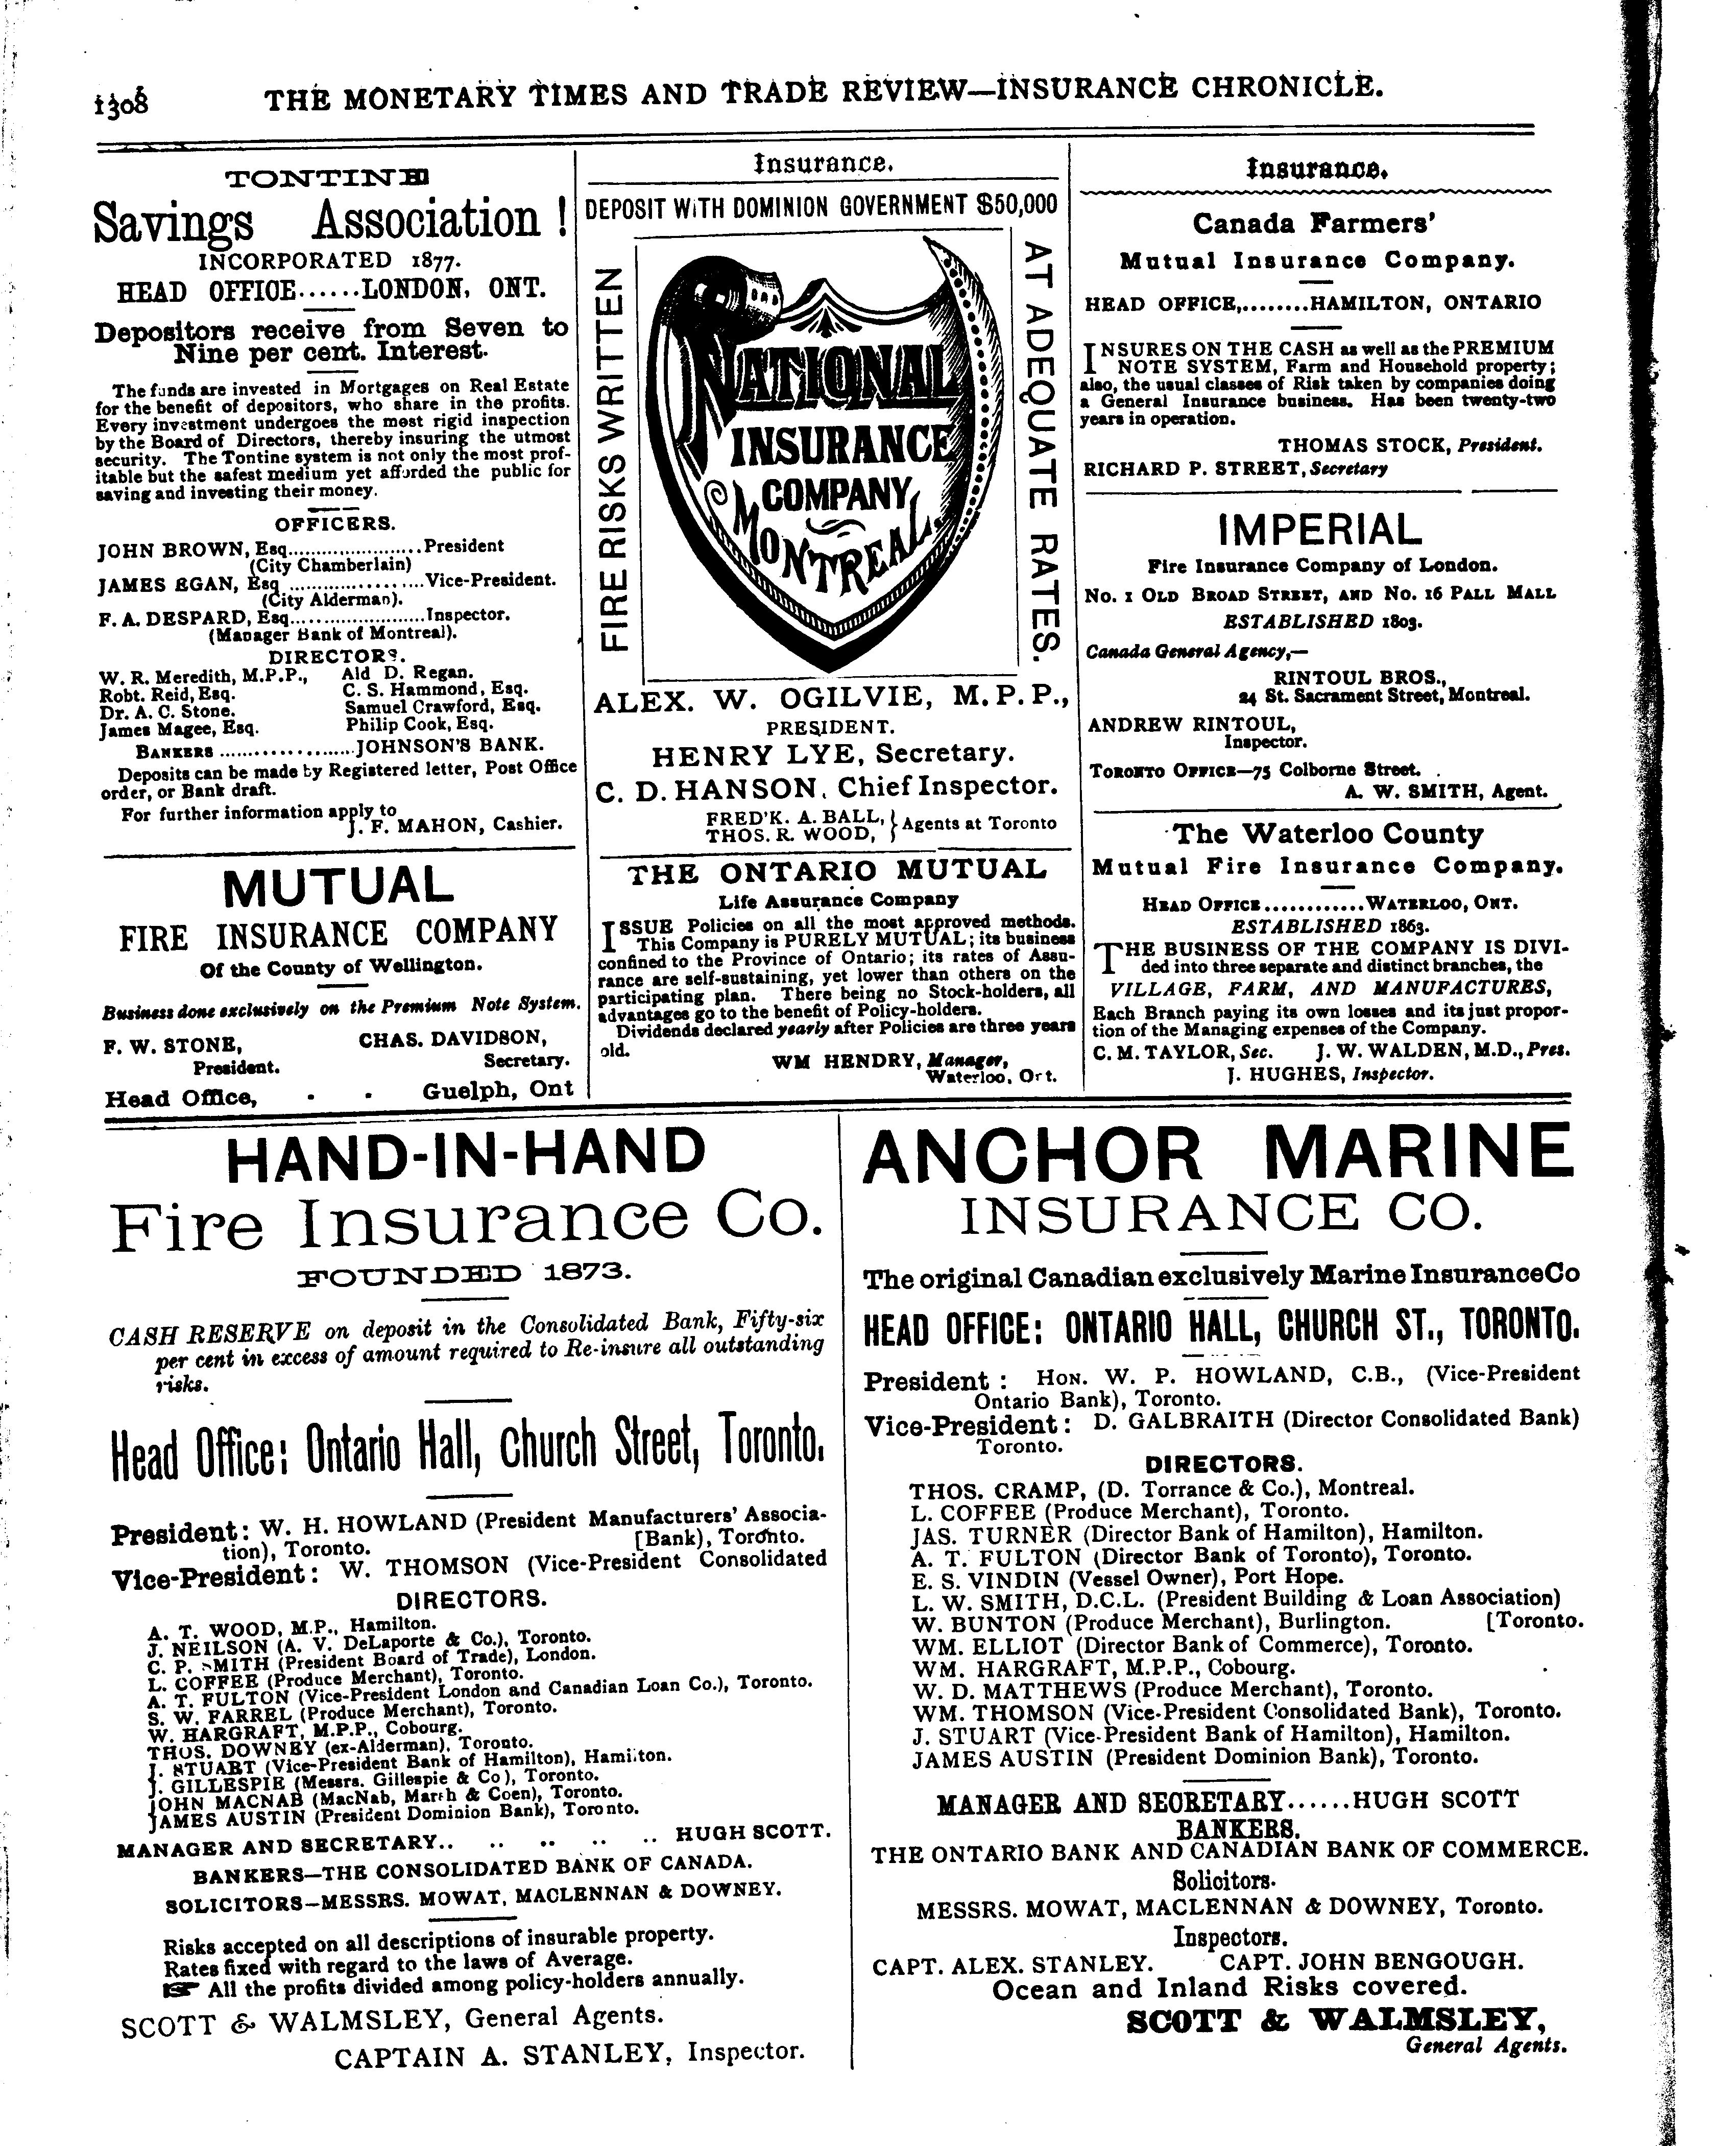 1308
THE MONETARY TIMES AND TRADE REVIEW—INSURANCE CHRONICLE.
TONTINE
Savings Association !
INCORPORATED 1877.
HEAD OFFICE......LONDON, ONT.
Depositors receive from Seven to
Nine per cent. Interest.
The funds are invested in Mortgages on Real Estate
for the benefit of depositors, who share in the profits.
Every investment undergoes the most rigid inspection
by the Board of Directors, thereby insuring the utmost
security. The Tontine system is not only the most prof-
itable but the safest medium yet afforded the public for
saving and investing their money.
OFFICERS.
JOHN BROWN, Esq.......................President
(City Chamberlain)
JAMES EGAN, Esq .......................Vice-President.
(City Alderman).
F. A. DESPARD, Esq.......................Inspector.
(Manager Bank of Montreal).
DIRECTORS.
W. R. Meredith, M.P.P., Ald D. Regan.
Robt. Reid, Esq. C. S. Hammond, Esq.
Dr. A. C. Stone. Samuel Crawford, Esq.
James Magee, Esq. Philip Cook, Esq.
BANKERS .......................JOHNSON'S BANK.
Deposits can be made by Registered letter, Post Office
order, or Bank draft.
For further information apply to
J. F. MAHON, Cashier.
MUTUAL
FIRE INSURANCE COMPANY
Of the County of Wellington.
Business done exclusively on the Premium Note System.
F. W. STONE, CHAS. DAVIDSON,
President. Secretary.
Head Office, - - Guelph, Ont
Insurance.
DEPOSIT WITH DOMINION GOVERNMENT $50,000
FIRE RISKS WRITTEN
NATIONAL
INSURANCE
COMPANY,
MONTREAL.
AT ADEQUATE RATES.
ALEX. W. OGILVIE, M.P.P.,
PRESIDENT.
HENRY LYE, Secretary.
C. D. HANSON, Chief Inspector.
FRED'K. A. BALL, } Agents at Toronto
THOS. R. WOOD,
THE ONTARIO MUTUAL
Life Assurance Company
ISSUE Policies on all the most approved methods.
This Company is PURELY MUTUAL; its business
confined to the Province of Ontario; its rates of Assu-
rance are self-sustaining, yet lower than others on the
participating plan. There being no Stock-holders, all
advantages go to the benefit of Policy-holders.
Dividends declared yearly after Policies are three years
old.
WM HENDRY, Manager,
Waterloo, Ort.
Insurance.
Canada Farmers'
Mutual Insurance Company.
HEAD OFFICE,........HAMILTON, ONTARIO
INSURES ON THE CASH as well as the PREMIUM
NOTE SYSTEM, Farm and Household property;
also, the usual classes of Risk taken by companies doing
a General Insurance business. Has been twenty-two
years in operation.
THOMAS STOCK, President.
RICHARD P. STREET, Secretary
IMPERIAL
Fire Insurance Company of London.
No. 1 OLD BROAD STREET, AND No. 16 PALL MALL
ESTABLISHED 1803.
Canada General Agency,—
RINTOUL BROS.,
24 St. Sacrament Street, Montreal.
ANDREW RINTOUL,
Inspector.
TORONTO OFFICE—75 Colborne Street.
A. W. SMITH, Agent.
The Waterloo County
Mutual Fire Insurance Company.
HEAD OFFICE............WATERLOO, ONT.
ESTABLISHED 1863.
THE BUSINESS OF THE COMPANY IS DIVI-
ded into three separate and distinct branches, the
VILLAGE, FARM, AND MANUFACTURES,
Each Branch paying its own losses and its just propor-
tion of the Managing expenses of the Company.
C. M. TAYLOR, Sec. J. W. WALDEN, M.D., Pres.
J. HUGHES, Inspector.
HAND-IN-HAND
Fire Insurance Co.
FOUNDED 1873.
CASH RESERVE on deposit in the Consolidated Bank, Fifty-six
per cent in excess of amount required to Re-insure all outstanding
risks.
Head Office: Ontario Hall, Church Street, Toronto.
President: W. H. HOWLAND (President Manufacturers' Associa-
tion), Toronto. [Bank), Toronto.
Vice-President: W. THOMSON (Vice-President Consolidated
DIRECTORS.
A. T. WOOD, M.P., Hamilton.
J. NEILSON (A. V. DeLaporte & Co.), Toronto.
C. P. SMITH (President Board of Trade), London.
L. COFFEE (Produce Merchant), Toronto.
A. T. FULTON (Vice-President London and Canadian Loan Co.), Toronto.
S. W. FARREL (Produce Merchant), Toronto.
W. HARGRAFT, M.P.P., Cobourg.
THOS. DOWNEY (ex-Alderman), Toronto.
J. STUART (Vice-President Bank of Hamilton), Hamilton.
J. GILLESPIE (Messrs. Gillespie & Co), Toronto.
JOHN MACNAB (MacNab, Marsh & Coen), Toronto.
JAMES AUSTIN (President Dominion Bank), Toronto.
MANAGER AND SECRETARY.. .. .. .. .. HUGH SCOTT.
BANKERS—THE CONSOLIDATED BANK OF CANADA.
SOLICITORS—MESSRS. MOWAT, MACLENNAN & DOWNEY.
Risks accepted on all descriptions of insurable property.
Rates fixed with regard to the laws of Average.
☞ All the profits divided among policy-holders annually.
SCOTT & WALMSLEY, General Agents.
CAPTAIN A. STANLEY, Inspector.
ANCHOR MARINE
INSURANCE CO.
The original Canadian exclusively Marine Insurance Co
HEAD OFFICE: ONTARIO HALL, CHURCH ST., TORONTO.
President: HON. W. P. HOWLAND, C.B., (Vice-President
Ontario Bank), Toronto.
Vice-President: D. GALBRAITH (Director Consolidated Bank)
Toronto.
DIRECTORS.
THOS. CRAMP, (D. Torrance & Co.), Montreal.
L. COFFEE (Produce Merchant), Toronto.
JAS. TURNER (Director Bank of Hamilton), Hamilton.
A. T. FULTON (Director Bank of Toronto), Toronto.
E. S. VINDIN (Vessel Owner), Port Hope.
L. W. SMITH, D.C.L. (President Building & Loan Association)
W. BUNTON (Produce Merchant), Burlington. [Toronto.
WM. ELLIOT (Director Bank of Commerce), Toronto.
WM. HARGRAFT, M.P.P., Cobourg.
W. D. MATTHEWS (Produce Merchant), Toronto.
WM. THOMSON (Vice-President Consolidated Bank), Toronto.
J. STUART (Vice-President Bank of Hamilton), Hamilton.
JAMES AUSTIN (President Dominion Bank), Toronto.
MANAGER AND SECRETARY......HUGH SCOTT
BANKERS.
THE ONTARIO BANK AND CANADIAN BANK OF COMMERCE.
Solicitors.
MESSRS. MOWAT, MACLENNAN & DOWNEY, Toronto.
Inspectors.
CAPT. ALEX. STANLEY. CAPT. JOHN BENGOUGH.
Ocean and Inland Risks covered.
SCOTT & WALMSLEY,
General Agents.